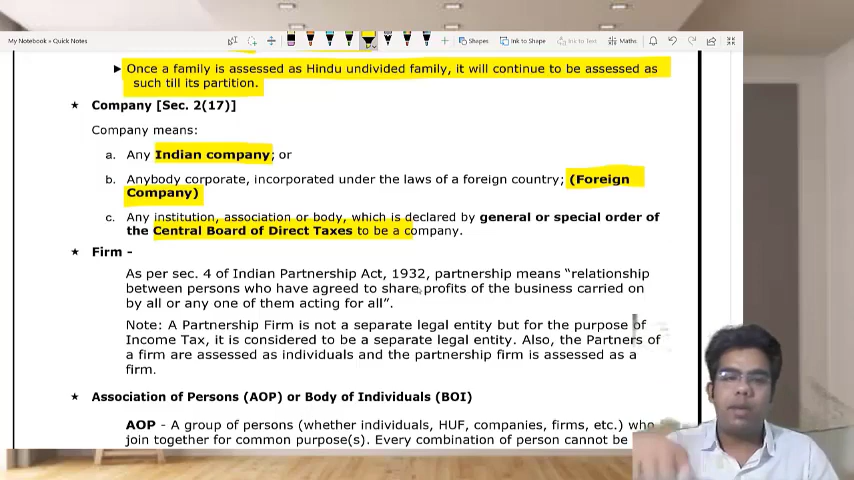 My Notebook » Quick Notes
Shapes
Ink to Shape
Ink to Text
Maths
► Once a family is assessed as Hindu undivided family, it will continue to be assessed as
such till its partition.
★ Company [Sec. 2(17)]
Company means:
a. Any Indian company; or
b. Anybody corporate, incorporated under the laws of a foreign country; (Foreign
Company)
c. Any institution, association or body, which is declared by general or special order of
the Central Board of Direct Taxes to be a company.
★ Firm -
As per sec. 4 of Indian Partnership Act, 1932, partnership means “relationship
between persons who have agreed to share profits of the business carried on
by all or any one of them acting for all”.
Note: A Partnership Firm is not a separate legal entity but for the purpose of
Income Tax, it is considered to be a separate legal entity. Also, the Partners of
a firm are assessed as individuals and the partnership firm is assessed as a
firm.
★ Association of Persons (AOP) or Body of Individuals (BOI)
AOP - A group of persons (whether individuals, HUF, companies, firms, etc.) who
join together for common purpose(s). Every combination of person cannot be